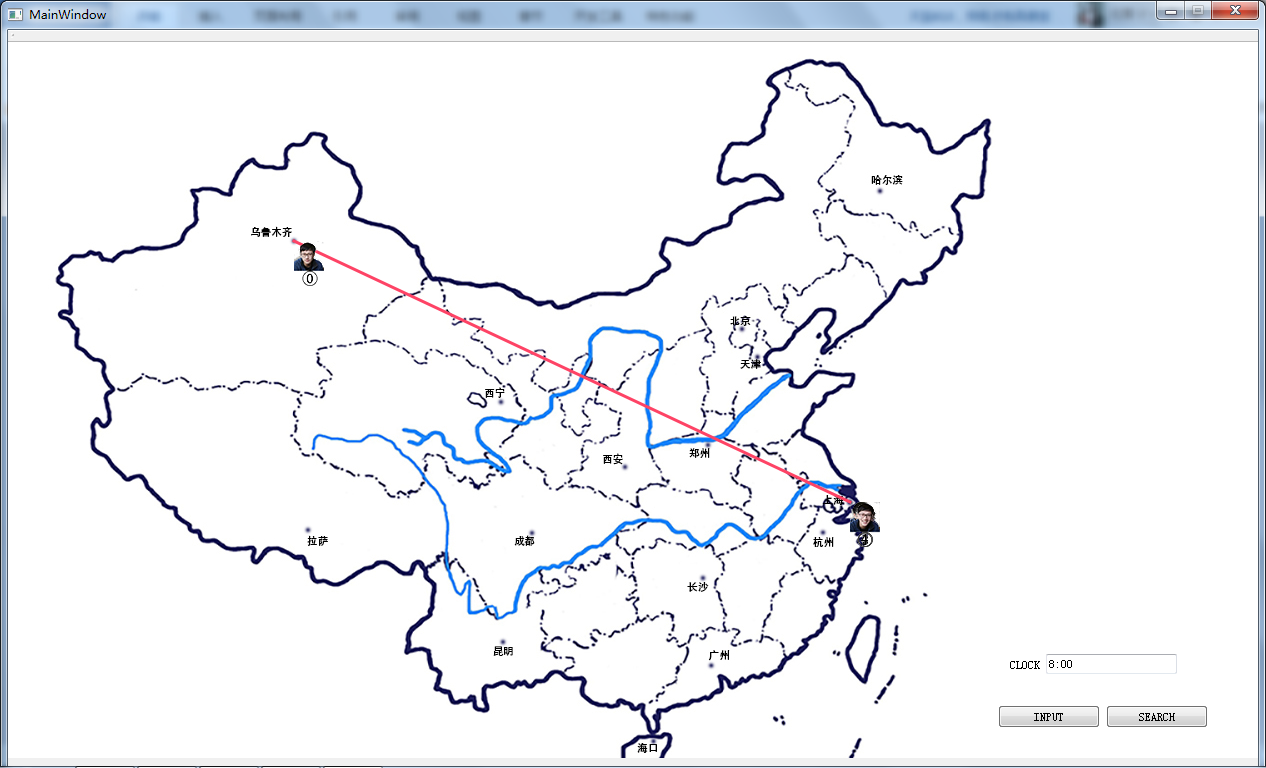 MainWindow
哈尔滨
乌鲁木齐
⓪
北京
天津
西宁
郑州
西安
上海
④
杭州
成都
拉萨
长沙
昆明
广州
CLOCK 8:00
INPUT SEARCH
海口